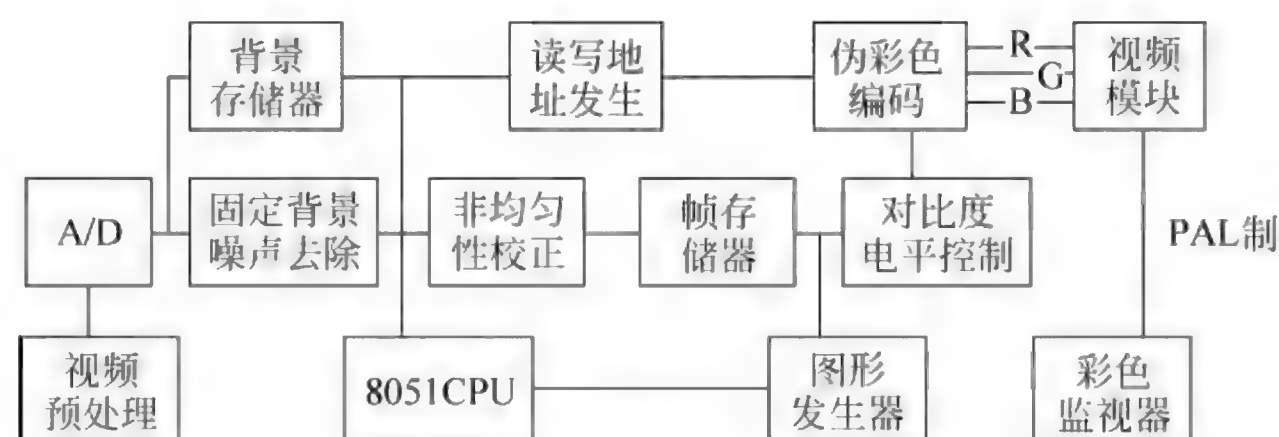 背景
存储器
读写地
址发生
伪彩色
编码
R
G
B
视频
模块
A/D
固定背景
噪声去除
非均匀
性校正
帧存
储器
对比度
电平控制
PAL制
视频
预处理
8051CPU
图形
发生器
彩色
监视器